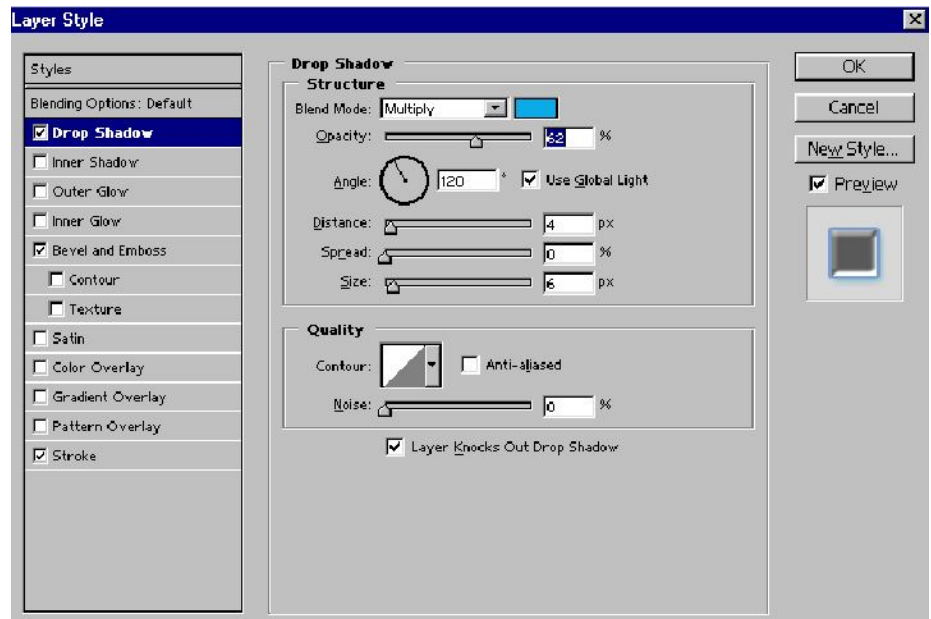 Layer Style
Styles
Blending Options: Default
Drop Shadow
Inner Shadow
Outer Glow
Inner Glow
Bevel and Emboss
Contour
Texture
Satin
Color Overlay
Gradient Overlay
Pattern Overlay
Stroke
Drop Shadow
Structure
Blend Mode: Multiply
Opacity: 62 %
Angle: 120 ° Use Global Light
Distance: 4 px
Spread: 0 %
Size: 6 px
Quality
Contour: Anti-aliased
Noise: 0 %
Layer Knocks Out Drop Shadow
OK
Cancel
New Style...
Preview